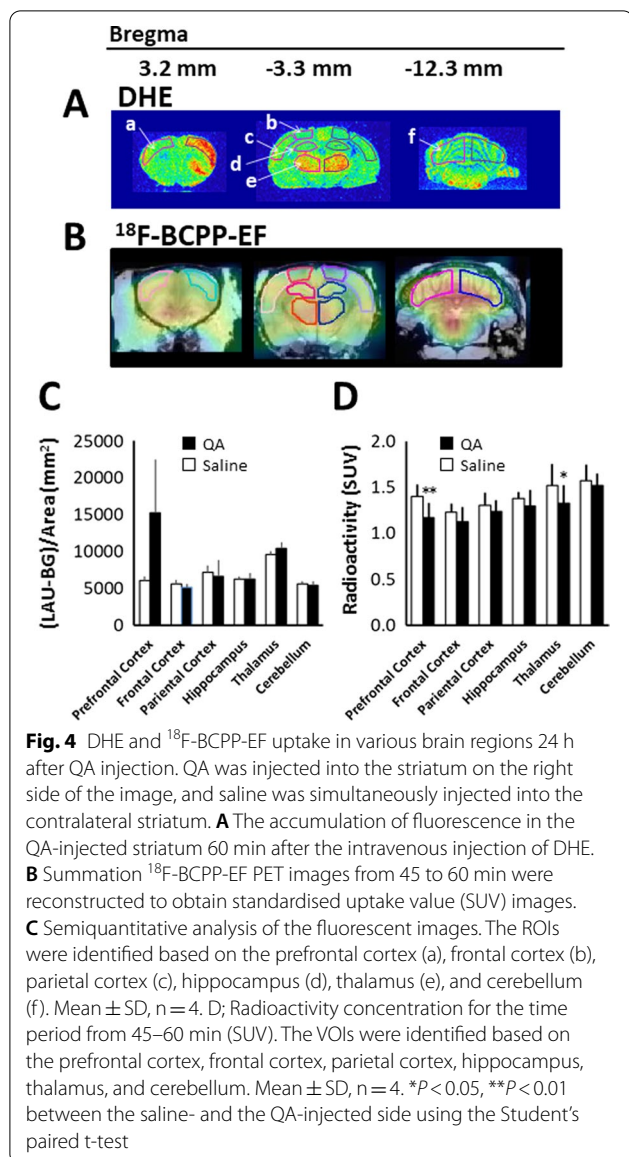 Bregma
3.2 mm -3.3 mm -12.3 mm
A DHE
a b c d e f
B ¹⁸F-BCPP-EF
C D
25000
20000
15000
10000
5000
0
(LAU-BG)/Area (mm²)
QA
Saline
Prefrontal Cortex
Frontal Cortex
Pariental Cortex
Hippocampus
Thalamus
Cerebellum
2.0
1.5
1.0
0.5
0.0
Radioactivity (SUV)
QA
Saline
**
*
Prefrontal Cortex
Frontal Cortex
Pariental Cortex
Hippocampus
Thalamus
Cerebellum
Fig. 4 DHE and ¹⁸F-BCPP-EF uptake in various brain regions 24 h
after QA injection. QA was injected into the striatum on the right
side of the image, and saline was simultaneously injected into the
contralateral striatum. A The accumulation of fluorescence in the
QA-injected striatum 60 min after the intravenous injection of DHE.
B Summation ¹⁸F-BCPP-EF PET images from 45 to 60 min were
reconstructed to obtain standardised uptake value (SUV) images.
C Semiquantitative analysis of the fluorescent images. The ROIs
were identified based on the prefrontal cortex (a), frontal cortex (b),
parietal cortex (c), hippocampus (d), thalamus (e), and cerebellum
(f). Mean ± SD, n = 4. D; Radioactivity concentration for the time
period from 45–60 min (SUV). The VOIs were identified based on
the prefrontal cortex, frontal cortex, parietal cortex, hippocampus,
thalamus, and cerebellum. Mean ± SD, n = 4. *P < 0.05, **P < 0.01
between the saline- and the QA-injected side using the Student's
paired t-test